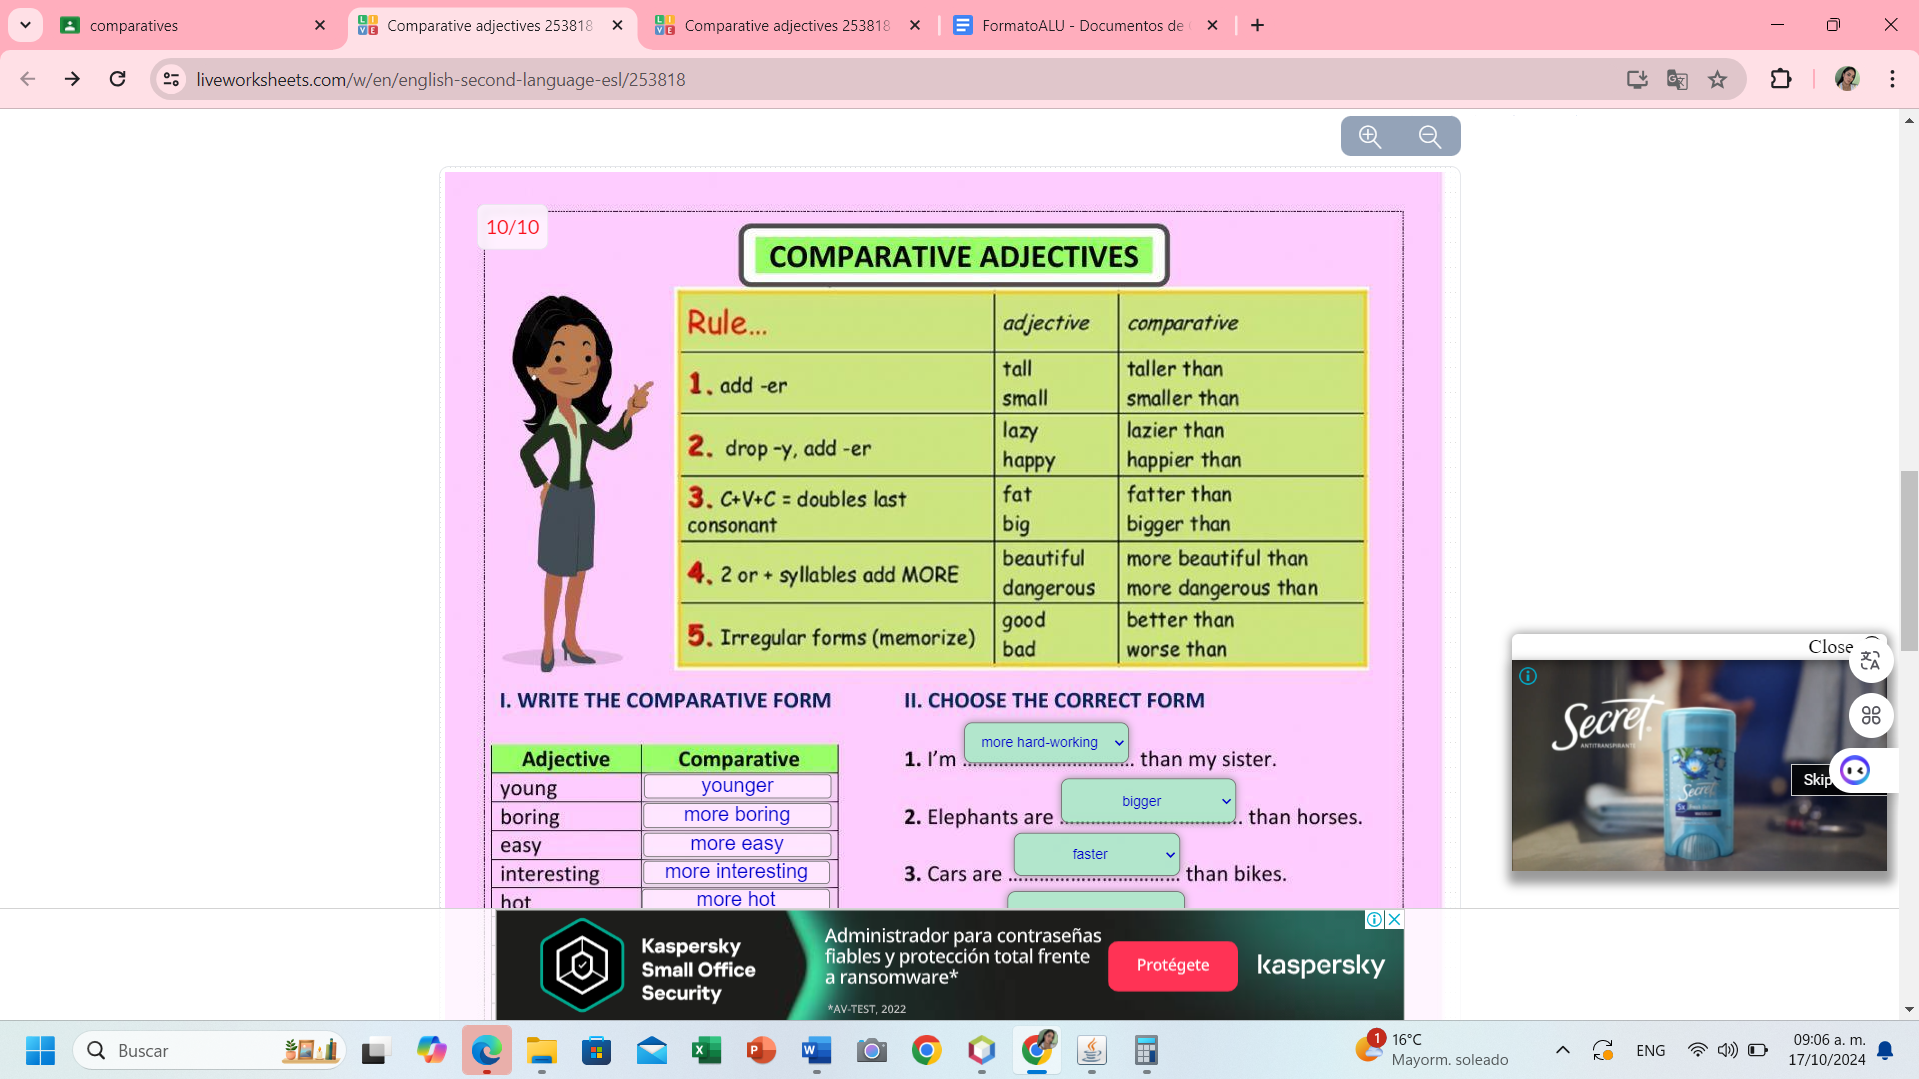 comparatives
Comparative adjectives 253818
Comparative adjectives 253818
FormatoALU - Documentos de
liveworksheets.com/w/en/english-second-language-esl/253818
10/10
COMPARATIVE ADJECTIVES
Rule... adjective comparative
1. add -er tall taller than
small smaller than
2. drop -y, add -er lazy lazier than
happy happier than
3. C+V+C = doubles last consonant fat fatter than
big bigger than
4. 2 or + syllables add MORE beautiful more beautiful than
dangerous more dangerous than
5. Irregular forms (memorize) good better than
bad worse than
I. WRITE THE COMPARATIVE FORM
Adjective Comparative
young younger
boring more boring
easy more easy
interesting more interesting
hot more hot
II. CHOOSE THE CORRECT FORM
1. I'm more hard-working than my sister.
2. Elephants are bigger than horses.
3. Cars are faster than bikes.
Close
Secret
ANTITRANSPIRANTE
Secret
Skip
Kaspersky
Small Office
Security
Administrador para contraseñas
fiables y protección total frente
a ransomware*
*AV-TEST, 2022
Protégete
kaspersky
Buscar
1
16°C
Mayorm. soleado
ENG
09:06 a. m.
17/10/2024